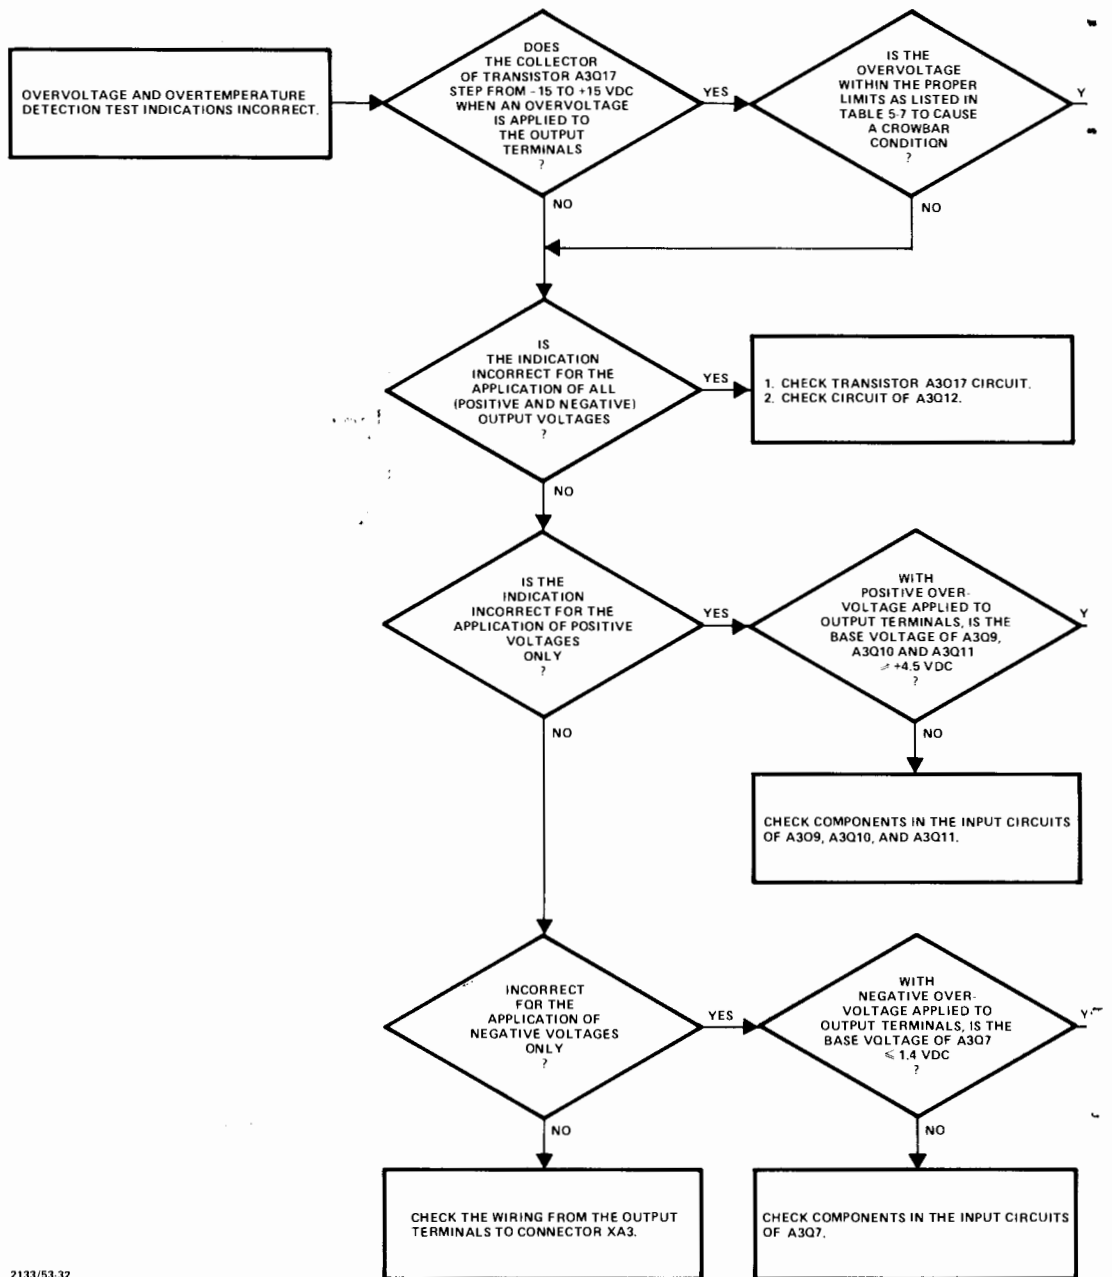 OVERVOLTAGE AND OVERTEMPERATURE
DETECTION TEST INDICATIONS INCORRECT.
DOES
THE COLLECTOR
OF TRANSISTOR A3Q17
STEP FROM -15 TO +15 VDC
WHEN AN OVERVOLTAGE
IS APPLIED TO
THE OUTPUT
TERMINALS
?
YES
IS THE
OVERVOLTAGE
WITHIN THE PROPER
LIMITS AS LISTED IN
TABLE 5-7 TO CAUSE
A CROWBAR
CONDITION
?
Y
NO
NO
IS
THE INDICATION
INCORRECT FOR THE
APPLICATION OF ALL
(POSITIVE AND NEGATIVE)
OUTPUT VOLTAGES
?
YES
1. CHECK TRANSISTOR A3Q17 CIRCUIT.
2. CHECK CIRCUIT OF A3Q12.
NO
IS THE
INDICATION
INCORRECT FOR THE
APPLICATION OF POSITIVE
VOLTAGES
ONLY
?
YES
WITH
POSITIVE OVER-
VOLTAGE APPLIED TO
OUTPUT TERMINALS, IS THE
BASE VOLTAGE OF A3Q9,
A3Q10 AND A3Q11
⩾ +4.5 VDC
?
Y
NO
NO
CHECK COMPONENTS IN THE INPUT CIRCUITS
OF A3Q9, A3Q10, AND A3Q11.
INCORRECT
FOR THE
APPLICATION OF
NEGATIVE VOLTAGES
ONLY
?
YES
WITH
NEGATIVE OVER-
VOLTAGE APPLIED TO
OUTPUT TERMINALS, IS THE
BASE VOLTAGE OF A3Q7
⩽ 1.4 VDC
?
Y
NO
NO
CHECK THE WIRING FROM THE OUTPUT
TERMINALS TO CONNECTOR XA3.
CHECK COMPONENTS IN THE INPUT CIRCUITS
OF A3Q7.
2133/53-32